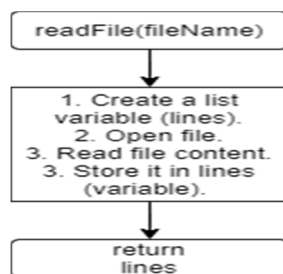 readFile(fileName)
1. Create a list
variable (lines).
2. Open file.
3. Read file content.
3. Store it in lines
(variable).
return
lines